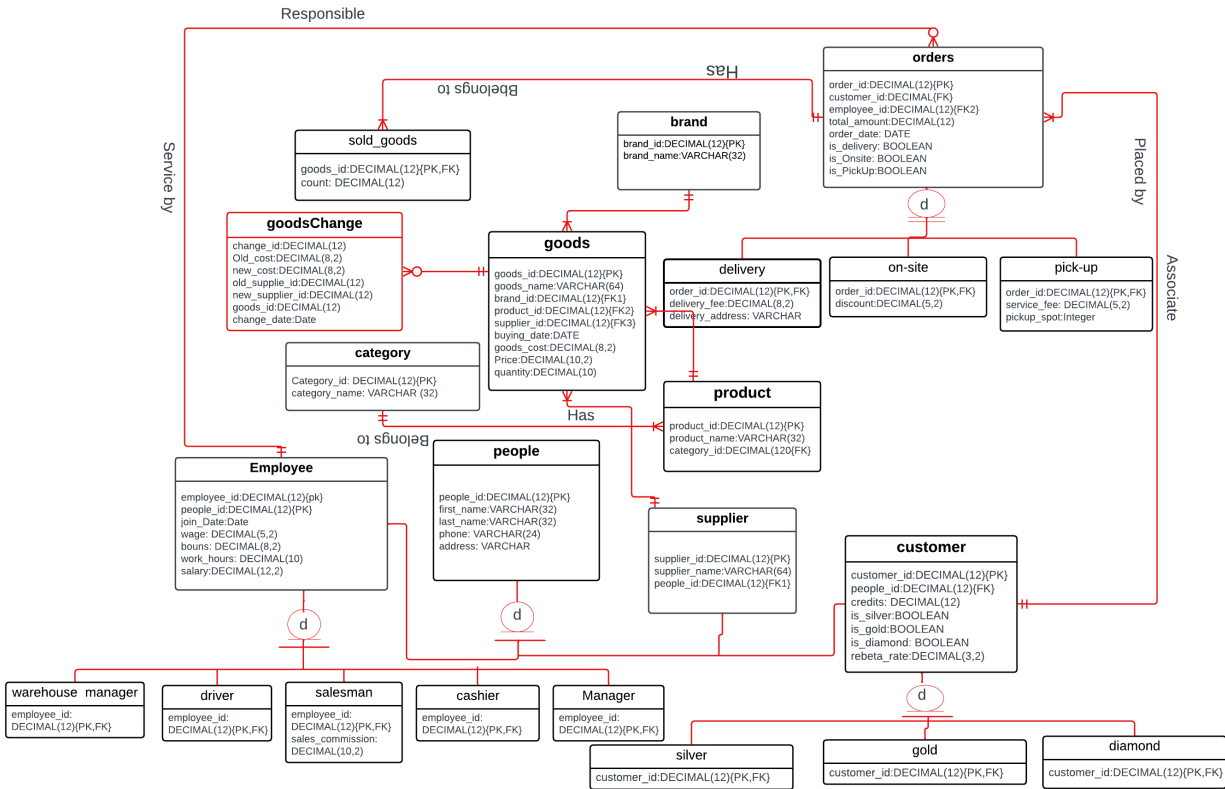 Responsible
Has
Bbelongs to
Service by
Placed by
Associate
orders
order_id:DECIMAL(12){PK}
customer_id:DECIMAL{FK}
employee_id:DECIMAL(12){FK2}
total_amount:DECIMAL(12)
order_date: DATE
is_delivery: BOOLEAN
is_Onsite: BOOLEAN
is_PickUp:BOOLEAN
d
sold_goods
goods_id:DECIMAL(12){PK,FK}
count: DECIMAL(12)
brand
brand_id:DECIMAL(12){PK}
brand_name:VARCHAR(32)
goodsChange
change_id:DECIMAL(12)
Old_cost:DECIMAL(8,2)
new_cost:DECIMAL(8,2)
old_supplie_id:DECIMAL(12)
new_supplier_id:DECIMAL(12)
goods_id:DECIMAL(12)
change_date:Date
goods
goods_id:DECIMAL(12){PK}
goods_name:VARCHAR(64)
brand_id:DECIMAL(12){FK1}
product_id:DECIMAL(12){FK2}
supplier_id:DECIMAL(12){FK3}
buying_date:DATE
goods_cost:DECIMAL(8,2)
Price:DECIMAL(10,2)
quantity:DECIMAL(10)
delivery
order_id:DECIMAL(12){PK,FK}
delivery_fee:DECIMAL(8,2)
delivery_address: VARCHAR
on-site
order_id:DECIMAL(12){PK,FK}
discount:DECIMAL(5,2)
pick-up
order_id:DECIMAL(12){PK,FK}
service_fee: DECIMAL(5,2)
pickup_spot:Integer
category
Category_id: DECIMAL(12){PK}
category_name: VARCHAR (32)
Has
Belongs to
product
product_id:DECIMAL(12){PK}
product_name:VARCHAR(32)
category_id:DECIMAL(120{FK}
Employee
employee_id:DECIMAL(12){pk}
people_id:DECIMAL(12){PK}
join_Date:Date
wage: DECIMAL(5,2)
bouns: DECIMAL(8,2)
work_hours: DECIMAL(10)
salary:DECIMAL(12,2)
people
people_id:DECIMAL(12){PK}
first_name:VARCHAR(32)
last_name:VARCHAR(32)
phone: VARCHAR(24)
address: VARCHAR
supplier
supplier_id:DECIMAL(12){PK}
supplier_name:VARCHAR(64)
people_id:DECIMAL(12){FK1}
customer
customer_id:DECIMAL(12){PK}
people_id:DECIMAL(12){FK}
credits: DECIMAL(12)
is_silver:BOOLEAN
is_gold:BOOLEAN
is_diamond: BOOLEAN
rebeta_rate:DECIMAL(3,2)
d
d
d
warehouse manager
employee_id:
DECIMAL(12){PK,FK}
driver
employee_id:
DECIMAL(12){PK,FK}
salesman
employee_id:
DECIMAL(12){PK,FK}
sales_commission:
DECIMAL(10,2)
cashier
employee_id:
DECIMAL(12){PK,FK}
Manager
employee_id:
DECIMAL(12){PK,FK}
silver
customer_id:DECIMAL(12){PK,FK}
gold
customer_id:DECIMAL(12){PK,FK}
diamond
customer_id:DECIMAL(12){PK,FK}